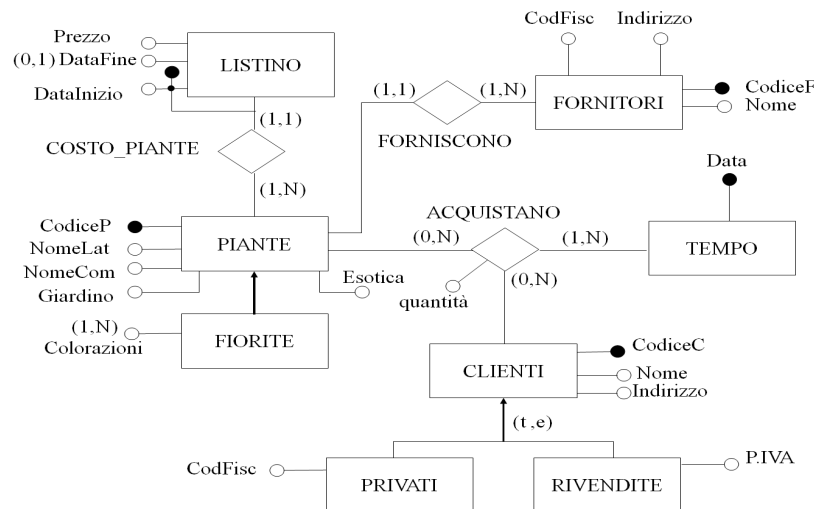 CodFisc
Indirizzo
Prezzo
(0,1) DataFine
DataInizio
LISTINO
(1,1)
(1,1)
(1,N)
FORNITORI
CodiceF
Nome
COSTO_PIANTE
FORNISCONO
(1,N)
Data
CodiceP
NomeLat
NomeCom
Giardino
PIANTE
Esotica
ACQUISTANO
(0,N)
(1,N)
TEMPO
quantità
(0,N)
(1,N)
Colorazioni
FIORITE
CLIENTI
CodiceC
Nome
Indirizzo
(t,e)
CodFisc
PRIVATI
RIVENDITE
P.IVA